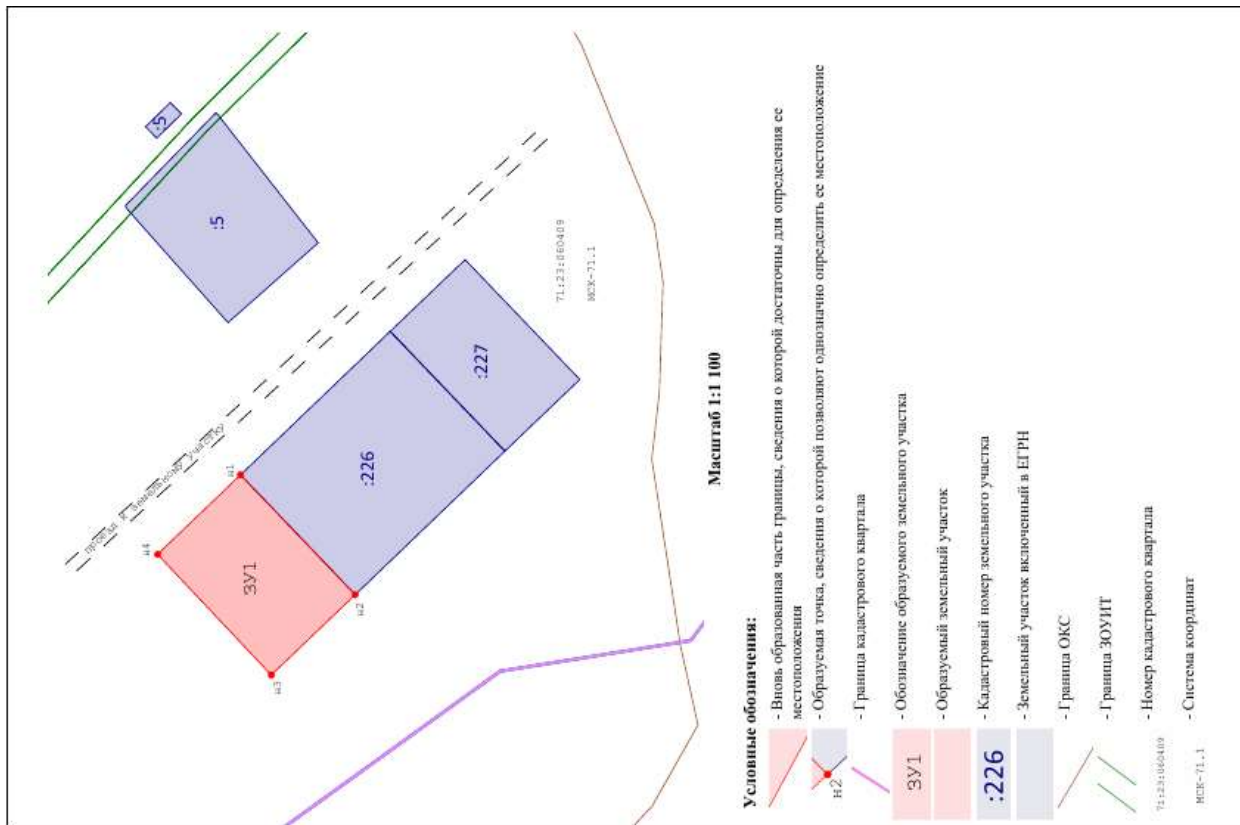 :5
:5
проезд к земельному участку
н4
н1
ЗУ1
н3
н2
:226
:227
71:23:060409
МСК-71.1
Масштаб 1:1 100
Условные обозначения:
- Вновь образованная часть границы, сведения о которой достаточны для определения ее
местоположения
- Образуемая точка, сведения о которой позволяют однозначно определить ее местоположение
н2
- Граница кадастрового квартала
ЗУ1
- Обозначение образуемого земельного участка
- Образуемый земельный участок
:226
- Кадастровый номер земельного участка
- Земельный участок включенный в ЕГРН
- Граница ОКС
- Граница ЗОУИТ
71:23:060409
- Номер кадастрового квартала
МСК-71.1
- Система координат